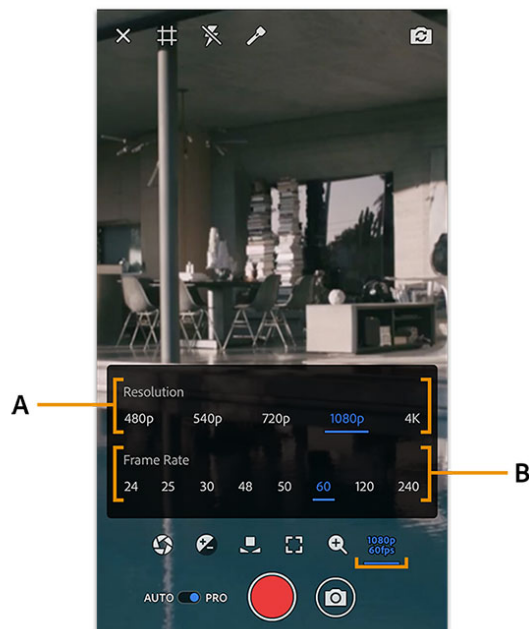 Resolution
480p 540p 720p 1080p 4K
A
Frame Rate
B
24 25 30 48 50 60 120 240
1080p
60fps
AUTO PRO